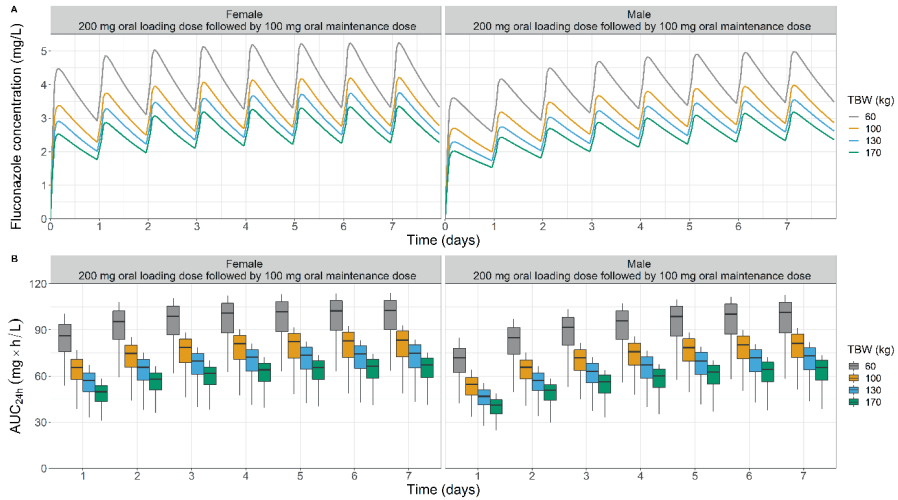 A
Female
200 mg oral loading dose followed by 100 mg oral maintenance dose
Male
200 mg oral loading dose followed by 100 mg oral maintenance dose
Fluconazole concentration (mg/L)
5
4
3
2
1
0
0 1 2 3 4 5 6 7
0 1 2 3 4 5 6 7
Time (days)
TBW (kg)
60
100
130
170
B
Female
200 mg oral loading dose followed by 100 mg oral maintenance dose
Male
200 mg oral loading dose followed by 100 mg oral maintenance dose
AUC24h (mg × h / L)
120
90
60
30
0
1 2 3 4 5 6 7
1 2 3 4 5 6 7
Time (days)
TBW (kg)
60
100
130
170